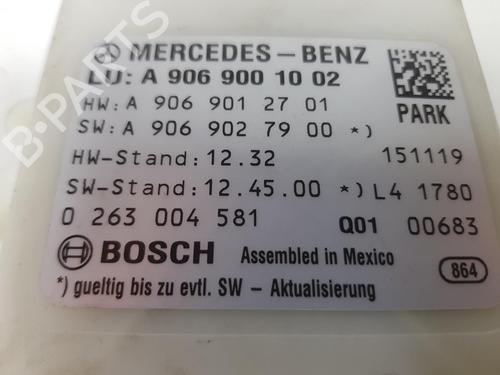 MERCEDES-BENZ
LU: A 906 900 10 02
HW: A 906 901 27 01
PARK
SW: A 906 902 79 00 *)
HW-Stand: 12.32 151119
SW-Stand: 12.45.00 *) L4 1780
0 263 004 581 Q01 00683
BOSCH Assembled in Mexico
864
*) gueltig bis zu evtl. SW - Aktualisierung
B-PARTS